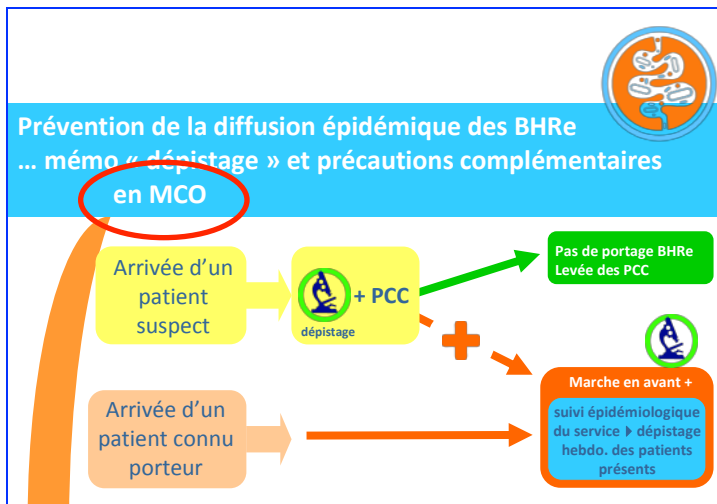 Prévention de la diffusion épidémique des BHRe
… mémo « dépistage » et précautions complémentaires
en MCO
Arrivée d’un
patient
suspect
+ PCC
dépistage
Pas de portage BHRe
Levée des PCC
Marche en avant +
suivi épidémiologique
du service ▸ dépistage
hebdo. des patients
présents
Arrivée d’un
patient connu
porteur